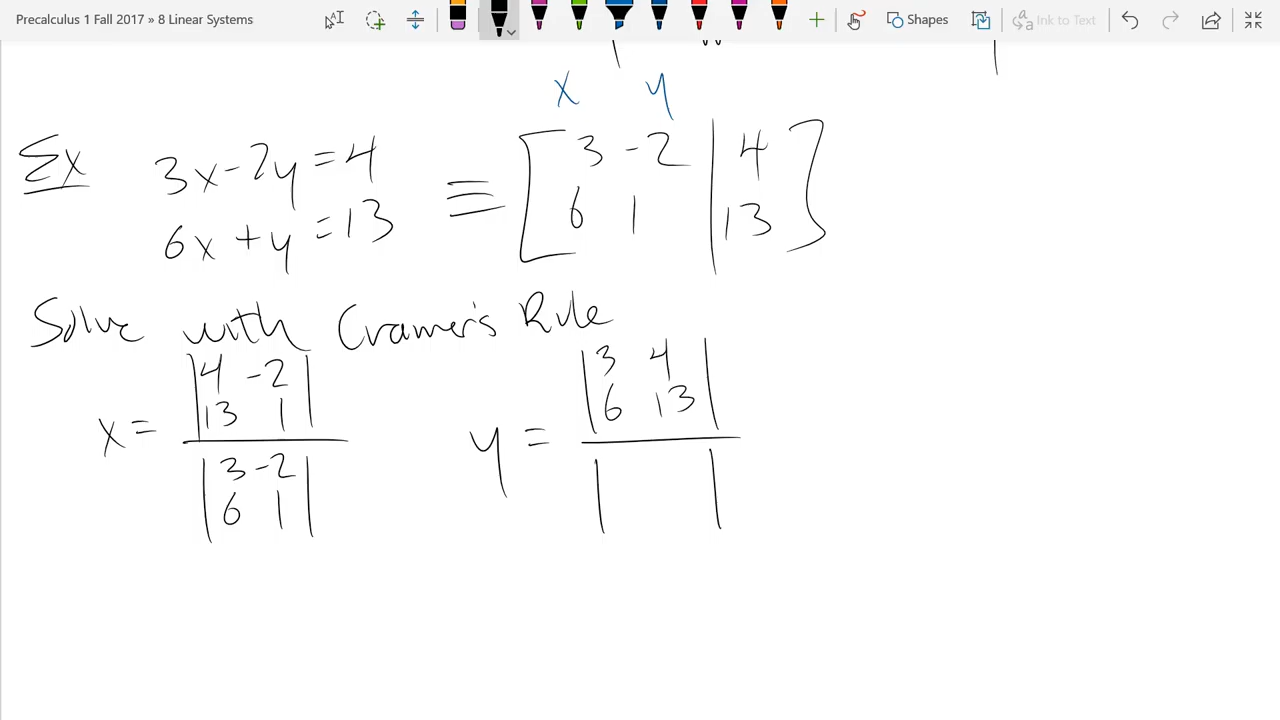 Precalculus 1 Fall 2017 » 8 Linear Systems
Shapes
Ink to Text
x y
Ex 3x-2y=4 ≡ [3 -2 | 4]
6x+y=13 [6 1 | 13]
Solve with Cramer's Rule
x = |4 -2| / |3 -2|
|13 1| / |6 1|
y = |3 4| / | |
|6 13|